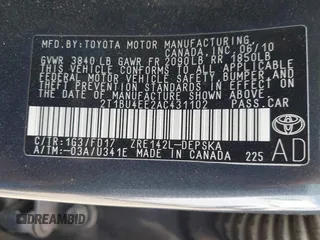 MFD.BY:TOYOTA MOTOR MANUFACTURING
CANADA,INC. 06/10
GVWR 3840 LB GAWR FR 2090LB RR 1850LB
THIS VEHICLE CONFORMS TO ALL APPLICABLE
FEDERAL MOTOR VEHICLE SAFETY, BUMPER,
AND THEFT PREVENTION STANDARDS IN EFFECT
ON THE DATE OF MANUFACTURE SHOWN ABOVE.
2T1BU4EE2AC431102 PASS.CAR
C/TR:1G3/FD17 ZRE142L-DEPSKA
A/TM:-03A/U341E MADE IN CANADA 225
AD
DREAMBID